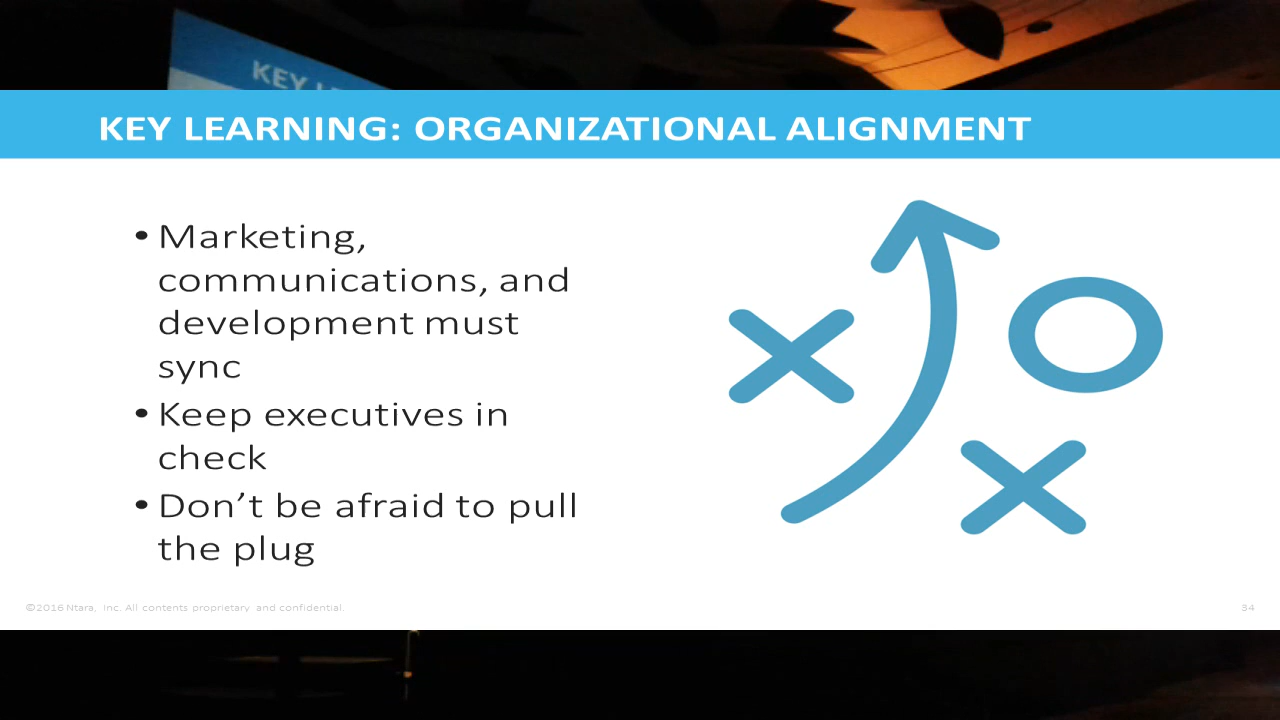 KEY
KEY LEARNING: ORGANIZATIONAL ALIGNMENT
• Marketing,
communications, and
development must
sync
• Keep executives in
check
• Don’t be afraid to pull
the plug
©2016 Ntara, Inc. All contents proprietary and confidential.
34